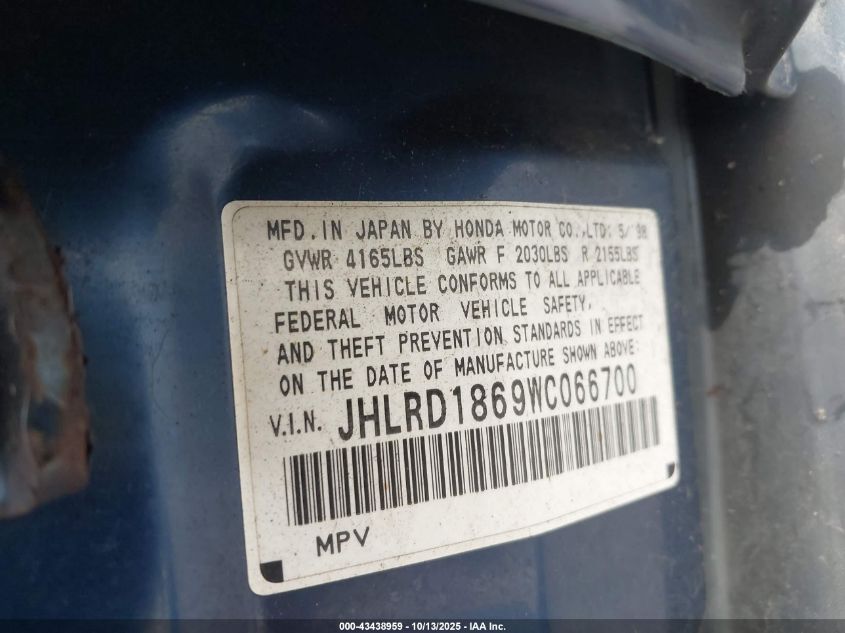 MFD. IN JAPAN BY HONDA MOTOR CO., LTD: 5/'98
GVWR 4165LBS GAWR F 2030LBS R 2155LBS
THIS VEHICLE CONFORMS TO ALL APPLICABLE
FEDERAL MOTOR VEHICLE SAFETY,
AND THEFT PREVENTION STANDARDS IN EFFECT
ON THE DATE OF MANUFACTURE SHOWN ABOVE:
V.I.N. JHLRD1869WC066700
MPV
000-43438959 - 10/13/2025 - IAA Inc.